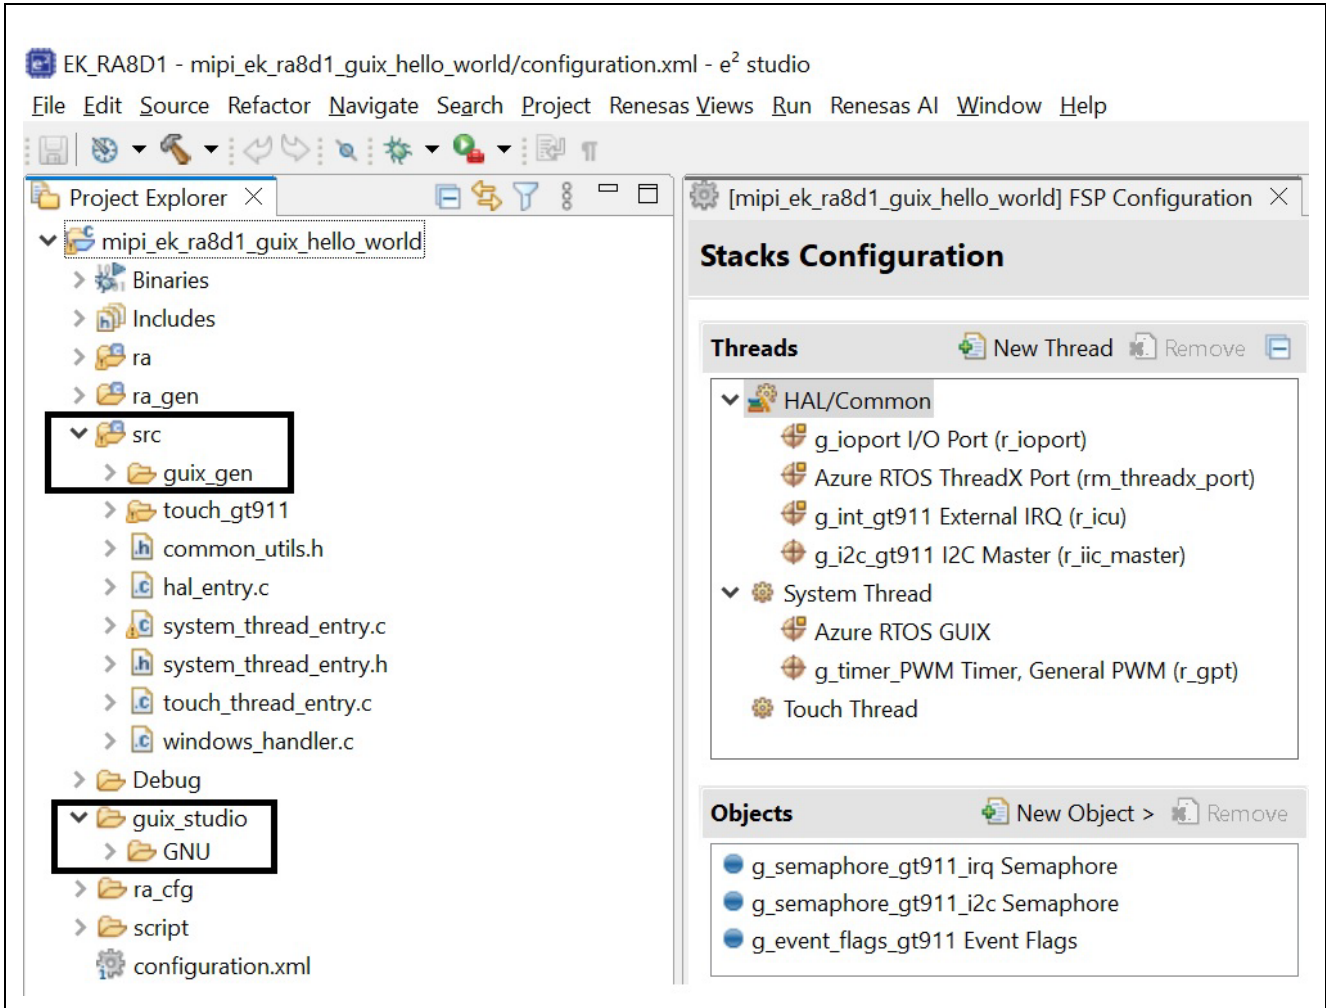 EK_RA8D1 - mipi_ek_ra8d1_guix_hello_world/configuration.xml - e² studio
File Edit Source Refactor Navigate Search Project Renesas Views Run Renesas AI Window Help
Project Explorer
mipi_ek_ra8d1_guix_hello_world
Binaries
Includes
ra
ra_gen
src
guix_gen
touch_gt911
common_utils.h
hal_entry.c
system_thread_entry.c
system_thread_entry.h
touch_thread_entry.c
windows_handler.c
Debug
guix_studio
GNU
ra_cfg
script
configuration.xml
[mipi_ek_ra8d1_guix_hello_world] FSP Configuration
Stacks Configuration
Threads New Thread Remove
HAL/Common
g_ioport I/O Port (r_ioport)
Azure RTOS ThreadX Port (rm_threadx_port)
g_int_gt911 External IRQ (r_icu)
g_i2c_gt911 I2C Master (r_iic_master)
System Thread
Azure RTOS GUIX
g_timer_PWM Timer, General PWM (r_gpt)
Touch Thread
Objects New Object > Remove
g_semaphore_gt911_irq Semaphore
g_semaphore_gt911_i2c Semaphore
g_event_flags_gt911 Event Flags